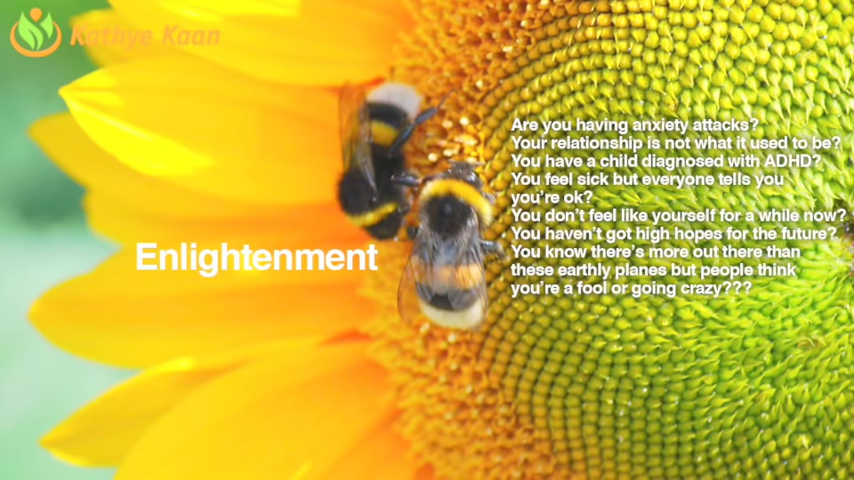 Kathye Kaan
Enlightenment
Are you having anxiety attacks?
Your relationship is not what it used to be?
You have a child diagnosed with ADHD?
You feel sick but everyone tells you
you're ok?
You don't feel like yourself for a while now?
You haven't got high hopes for the future?
You know there's more out there than
these earthly planes but people think
you're a fool or going crazy???